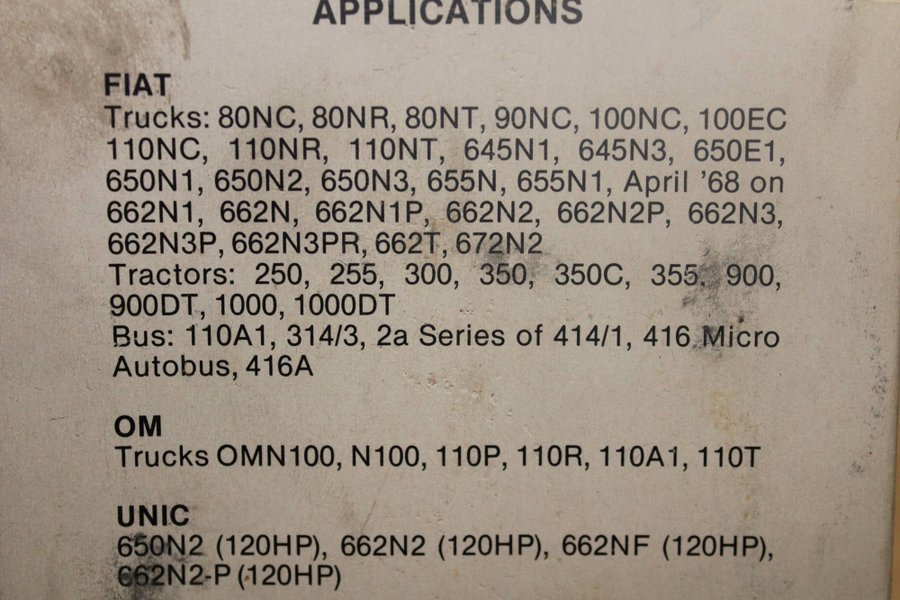 APPLICATIONS
FIAT
Trucks: 80NC, 80NR, 80NT, 90NC, 100NC, 100EC
110NC, 110NR, 110NT, 645N1, 645N3, 650E1,
650N1, 650N2, 650N3, 655N, 655N1, April '68 on
662N1, 662N, 662N1P, 662N2, 662N2P, 662N3,
662N3P, 662N3PR, 662T, 672N2
Tractors: 250, 255, 300, 350, 350C, 355, 900,
900DT, 1000, 1000DT
Bus: 110A1, 314/3, 2a Series of 414/1, 416 Micro
Autobus, 416A
OM
Trucks OMN100, N100, 110P, 110R, 110A1, 110T
UNIC
650N2 (120HP), 662N2 (120HP), 662NF (120HP),
662N2-P (120HP)